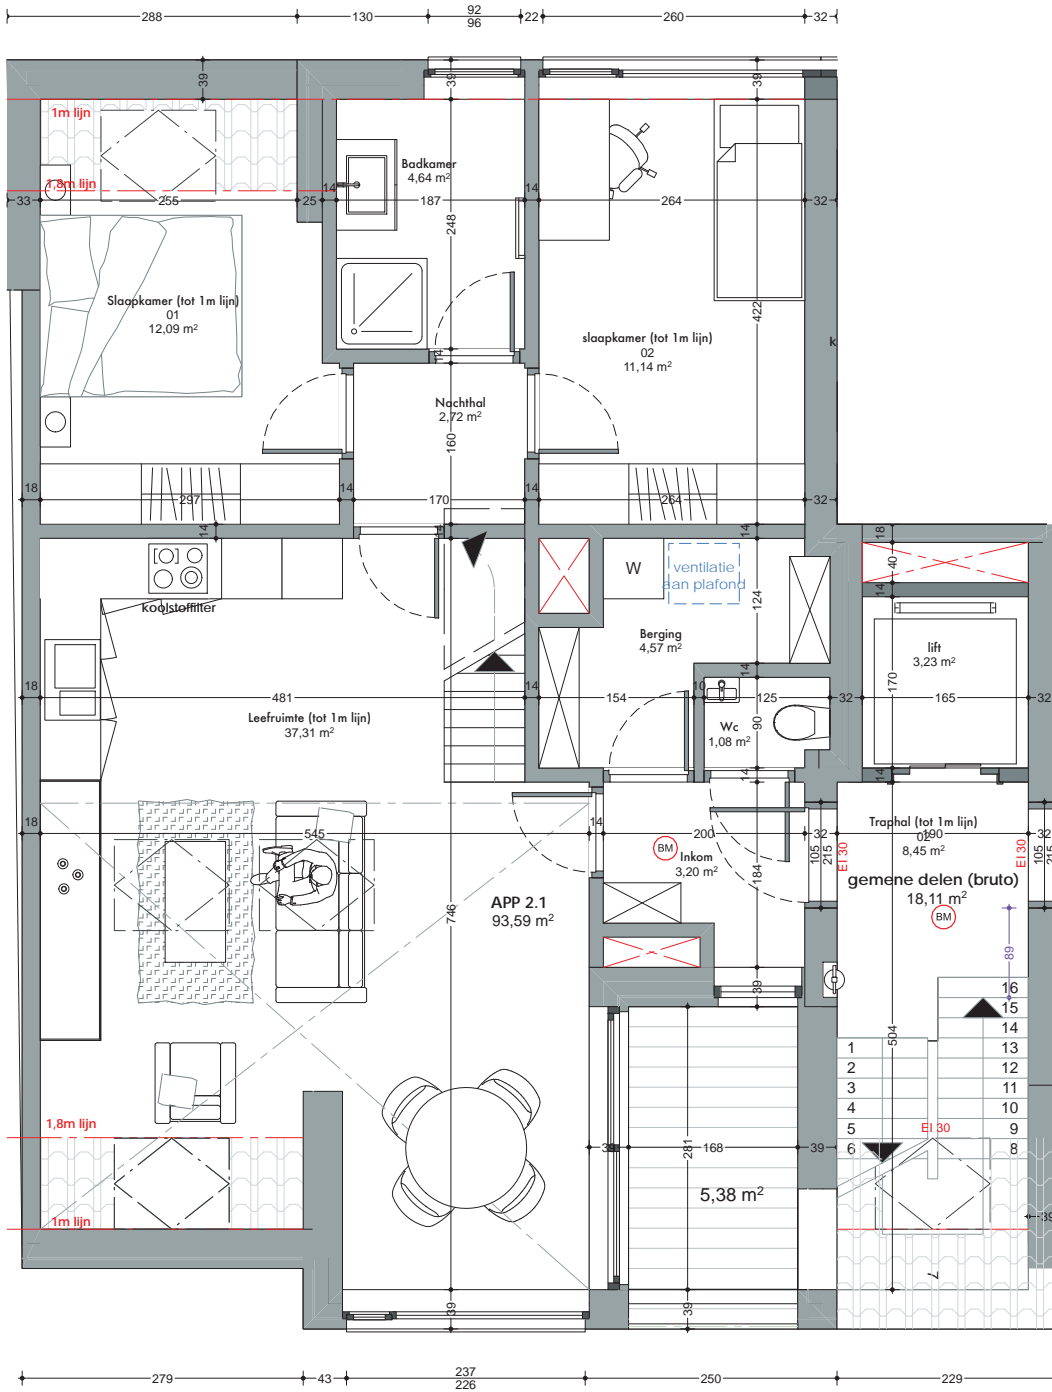 288
130
92
96
22
260
32
39
39
39
1m lijn
1,8m lijn
Badkamer
4,64 m²
14
14
33
255
25
187
264
32
248
Slaapkamer (tot 1m lijn)
01
12,09 m²
422
slaapkamer (tot 1m lijn)
02
11,14 m²
k
14
Nachthal
2,72 m²
160
18
297
14
170
14
264
32
14
14
14
18
40
14
W
ventilatie
aan plafond
koolstoffilter
124
Berging
4,57 m²
lift
3,23 m²
14
170
18
481
14
154
10
125
32
165
32
Leefruimte (tot 1m lijn)
37,31 m²
Wc
1,08 m²
90
14
14
18
545
14
200
32
Traphal (tot 1m lijn)
02
190
8,45 m²
32
105
215
EI 30
EI 30
105
215
BM
Inkom
3,20 m²
184
gemene delen (bruto)
18,11 m²
BM
APP 2.1
93,59 m²
746
89
39
16
15
14
13
12
11
10
9
8
504
1
2
3
4
5
6
EI 30
1,8m lijn
39
281
168
39
5,38 m²
1m lijn
39
7
39
39
279
43
237
226
250
229